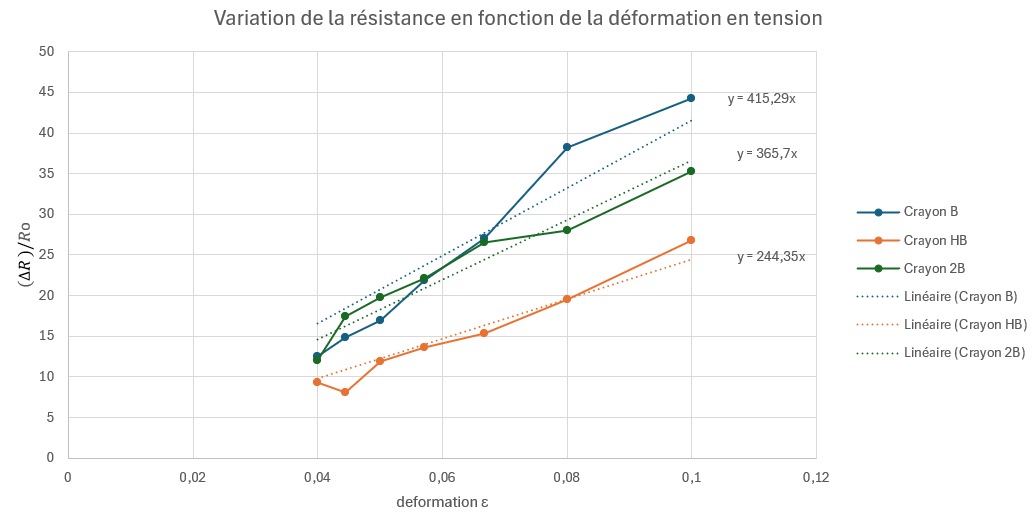 Variation de la résistance en fonction de la déformation en tension
50
45
40
35
30
25
20
15
10
5
0
(ΔR )/Ro
0
0,02
0,04
0,06
0,08
0,1
0,12
deformation ε
y = 415,29x
y = 365,7x
y = 244,35x
Crayon B
Crayon HB
Crayon 2B
Linéaire (Crayon B)
Linéaire (Crayon HB)
Linéaire (Crayon 2B)